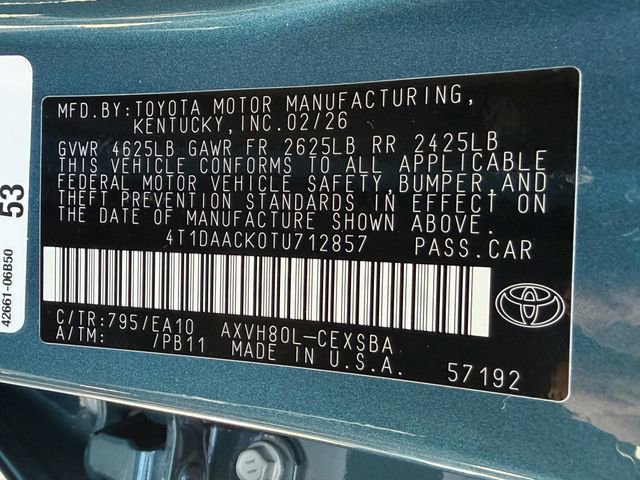 MFD.BY:TOYOTA MOTOR MANUFACTURING,
KENTUCKY,INC.02/26
GVWR 4625LB GAWR FR 2625LB RR 2425LB
THIS VEHICLE CONFORMS TO ALL APPLICABLE
FEDERAL MOTOR VEHICLE SAFETY,BUMPER,AND
THEFT PREVENTION STANDARDS IN EFFECT ON
THE DATE OF MANUFACTURE SHOWN ABOVE.
4T1DAACK0TU712857 PASS.CAR
C/TR:795/EA10 AXVH80L-CEXSBA
A/TM: /PB11 MADE IN U.S.A.
57192
53
42661-06B50